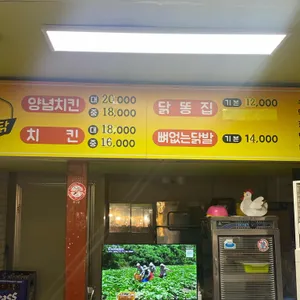 닭
양념치킨 대 20,000
중 18,000
치 킨 대 18,000
중 16,000
닭 똥 집 기본 12,000
뼈없는닭발 기본 14,000